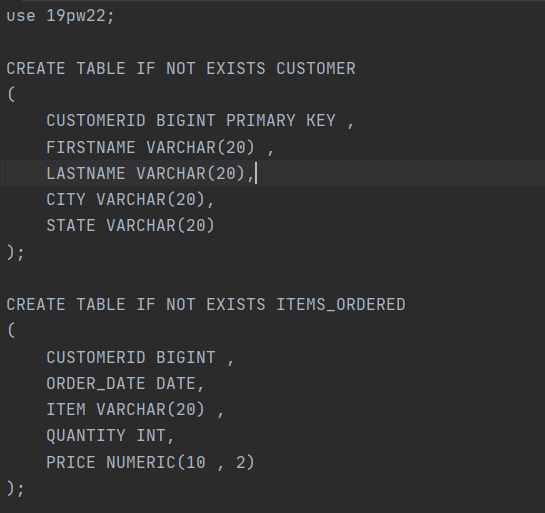 use 19pw22;
CREATE TABLE IF NOT EXISTS CUSTOMER
(
CUSTOMERID BIGINT PRIMARY KEY ,
FIRSTNAME VARCHAR(20) ,
LASTNAME VARCHAR(20),
CITY VARCHAR(20),
STATE VARCHAR(20)
);
CREATE TABLE IF NOT EXISTS ITEMS_ORDERED
(
CUSTOMERID BIGINT ,
ORDER_DATE DATE,
ITEM VARCHAR(20) ,
QUANTITY INT,
PRICE NUMERIC(10 , 2)
);